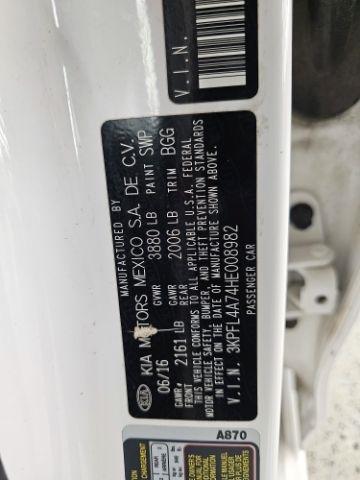 MANUFACTURED BY
KIA KIA MOTORS MEXICO S.A. DE C.V.
06/16 GVWR 3880 LB PAINT SWP
GAWR: FRONT 2161 LB GAWR REAR 2006 LB TRIM BGG
THIS VEHICLE CONFORMS TO ALL APPLICABLE U.S.A. FEDERAL
MOTOR VEHICLE SAFETY, BUMPER, AND THEFT PREVENTION STANDARDS
IN EFFECT ON THE DATE OF MANUFACTURE SHOWN ABOVE.
V.I.N. 3KPFL4A74HE008982
PASSENGER CAR
V.I.N.
A870